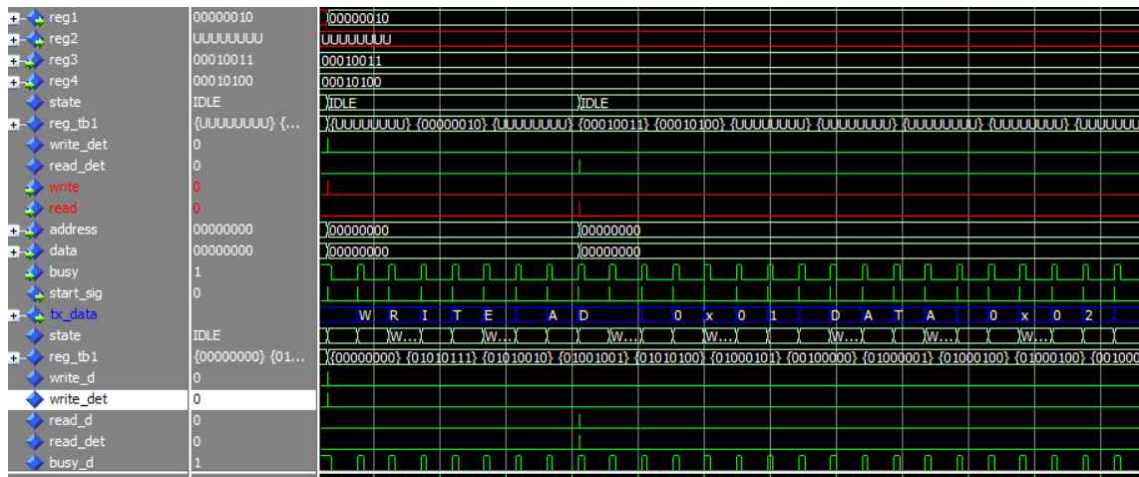 reg1 00000010 00000010
reg2 UUUUUUUU UUUUUUUU
reg3 00010011 00010011
reg4 00010100 00010100
state IDLE IDLE IDLE
reg_tb1 {UUUUUUUU} {... {UUUUUUUU} {00000010} {UUUUUUUU} {00010011} {00010100} {UUUUUUUU} {UUUUUUUU} {UUUUUUUU} {UUUUUUUU} {UUUUUUU
write_det 0
read_det 0
write 0
read 0
address 00000000 00000000 00000000
data 00000000 00000000 00000000
busy 1
start_sig 0
tx_data W R I T E A D 0 x 0 1 D A T A 0 x 0 2
state IDLE W... W... W... W... W... W... W...
reg_tb1 {00000000} {01... {00000000} {01010111} {01010010} {01001001} {01010100} {01000101} {00100000} {01000001} {01000100} {01000100} {001000
write_d 0
write_det 0
read_d 0
read_det 0
busy_d 1